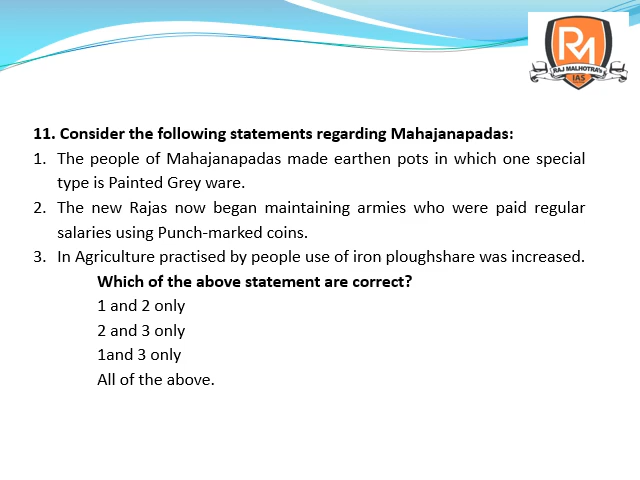 RM
RAJ MALHOTRA'S
IAS
11. Consider the following statements regarding Mahajanapadas:
1. The people of Mahajanapadas made earthen pots in which one special
type is Painted Grey ware.
2. The new Rajas now began maintaining armies who were paid regular
salaries using Punch-marked coins.
3. In Agriculture practised by people use of iron ploughshare was increased.
Which of the above statement are correct?
1 and 2 only
2 and 3 only
1and 3 only
All of the above.